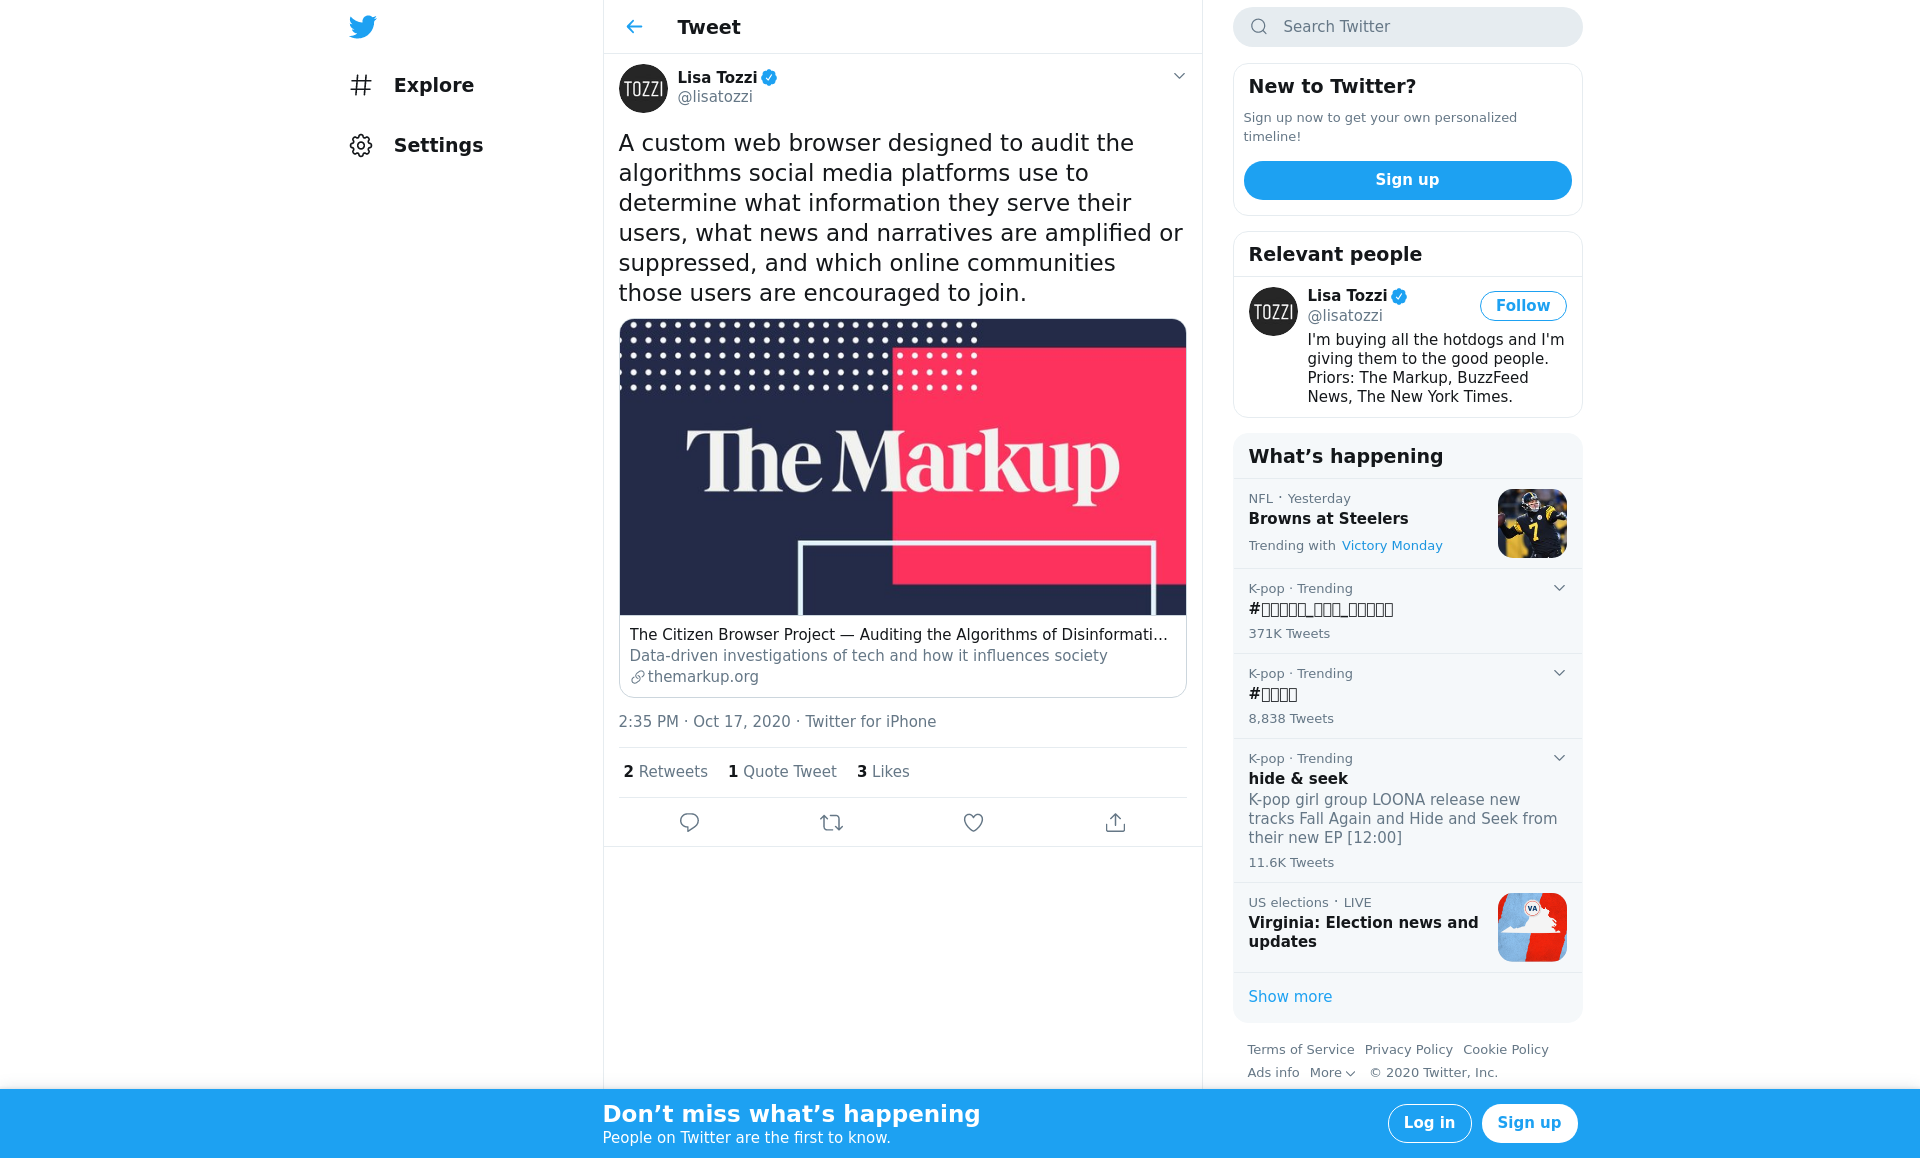 Explore
Settings
Tweet
TOZZI
Lisa Tozzi
@lisatozzi
A custom web browser designed to audit the
algorithms social media platforms use to
determine what information they serve their
users, what news and narratives are amplified or
suppressed, and which online communities
those users are encouraged to join.
The Markup
The Citizen Browser Project — Auditing the Algorithms of Disinformati...
Data-driven investigations of tech and how it influences society
themarkup.org
2:35 PM · Oct 17, 2020 · Twitter for iPhone
2 Retweets 1 Quote Tweet 3 Likes
Search Twitter
New to Twitter?
Sign up now to get your own personalized
timeline!
Sign up
Relevant people
TOZZI
Lisa Tozzi
@lisatozzi
Follow
I'm buying all the hotdogs and I'm
giving them to the good people.
Priors: The Markup, BuzzFeed
News, The New York Times.
What's happening
NFL · Yesterday
Browns at Steelers
Trending with Victory Monday
7
K-pop · Trending
371K Tweets
K-pop · Trending
8,838 Tweets
K-pop · Trending
hide & seek
K-pop girl group LOONA release new
tracks Fall Again and Hide and Seek from
their new EP [12:00]
11.6K Tweets
US elections · LIVE
Virginia: Election news and
updates
VA
Show more
Terms of Service Privacy Policy Cookie Policy
Ads info More © 2020 Twitter, Inc.
Don't miss what's happening
People on Twitter are the first to know.
Log in
Sign up